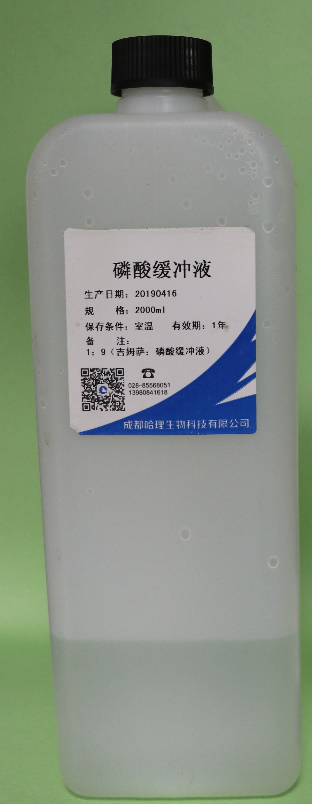 磷酸缓冲液
生产日期：20190416
规　　格：2000ml
保存条件：室温　有效期：1年
备　　注：
1：9（吉姆萨：磷酸缓冲液）
028-85568051
13980841618
成都哈理生物科技有限公司